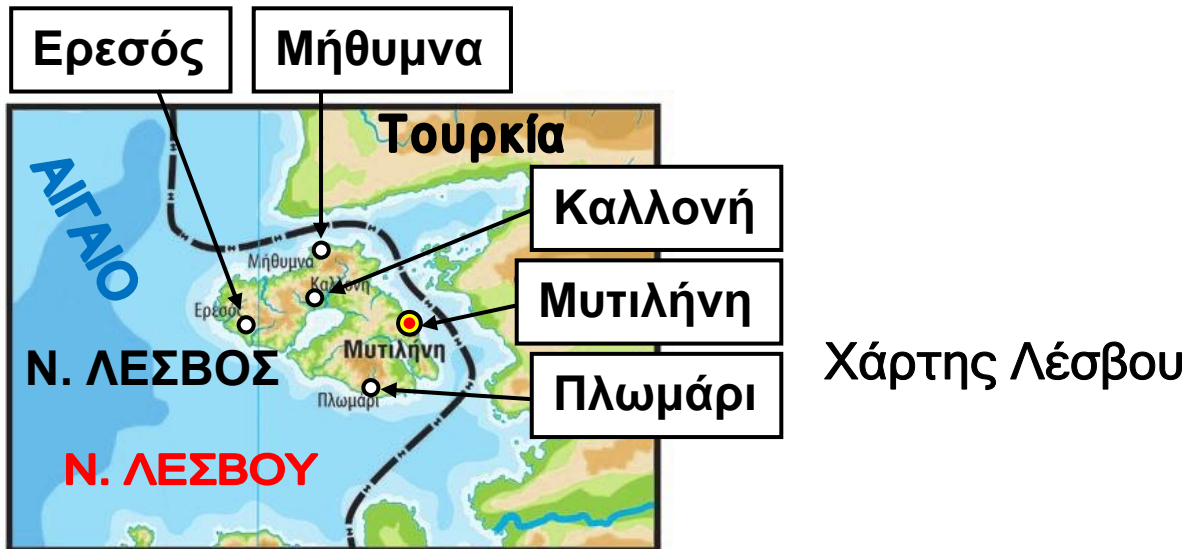 Ερεσός
Μήθυμνα
Τουρκία
ΑΙΓΑΙΟ
Καλλονή
Μήθυμνα
Καλλονή
Ερεσός
Μυτιλήνη
Μυτιλήνη
Ν. ΛΕΣΒΟΣ
Χάρτης Λέσβου
Πλωμάρι
Πλωμάρι
Ν. ΛΕΣΒΟΥ